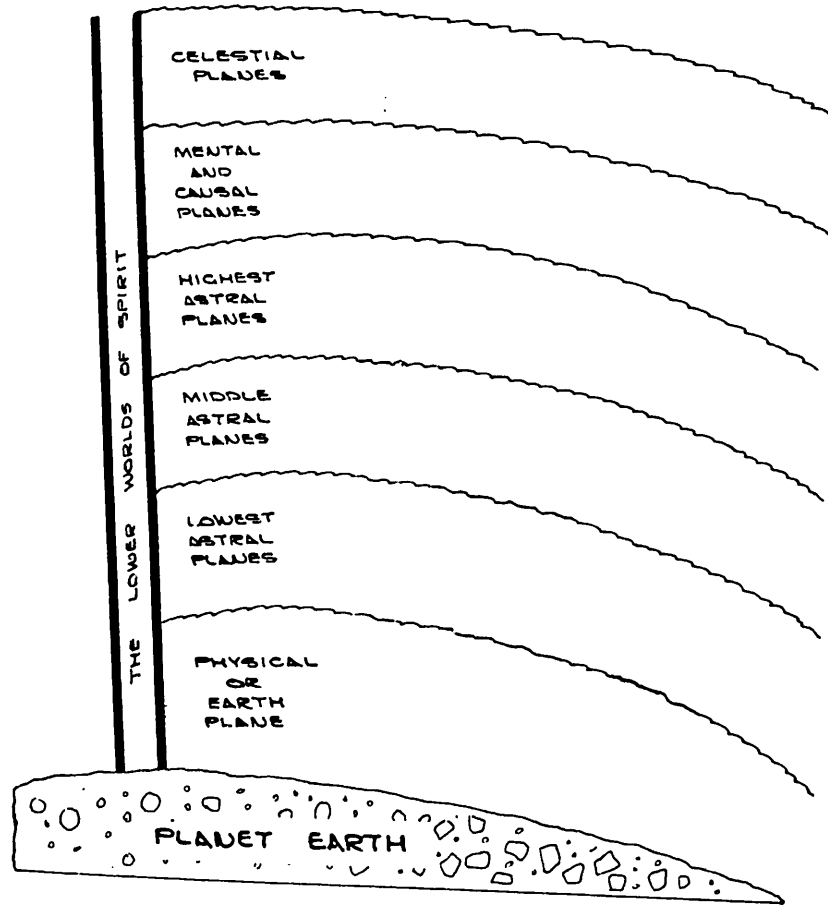 CELESTIAL
PLANES
MENTAL
AND
CAUSAL
PLANES
HIGHEST
ASTRAL
PLANES
MIDDLE
ASTRAL
PLANES
LOWEST
ASTRAL
PLANES
PHYSICAL
OR
EARTH
PLANE
THE LOWER WORLDS OF SPIRIT
PLANET EARTH